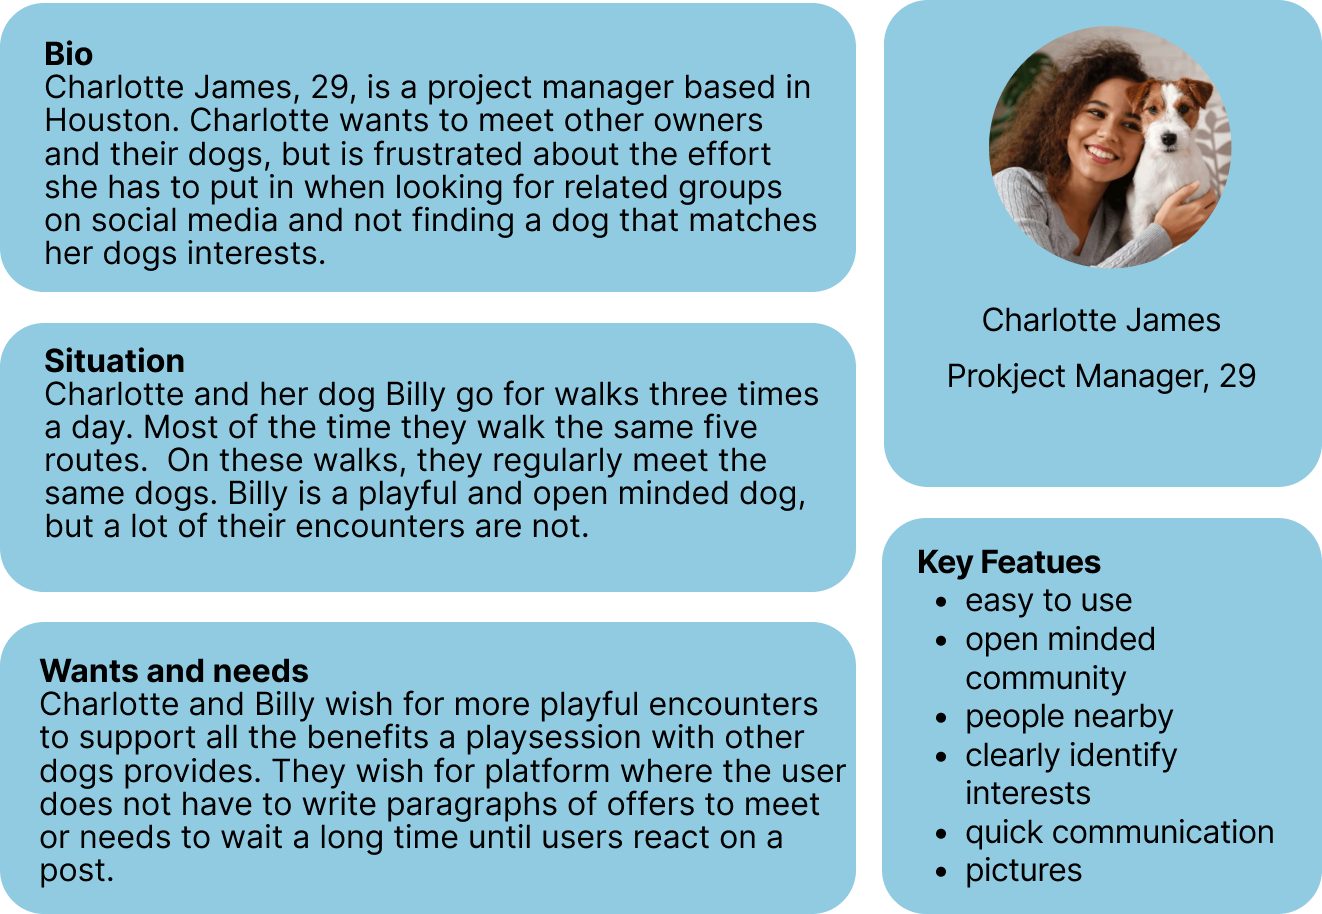 Bio
Charlotte James, 29, is a project manager based in
Houston. Charlotte wants to meet other owners
and their dogs, but is frustrated about the effort
she has to put in when looking for related groups
on social media and not finding a dog that matches
her dogs interests.
Situation
Charlotte and her dog Billy go for walks three times
a day. Most of the time they walk the same five
routes.  On these walks, they regularly meet the
same dogs. Billy is a playful and open minded dog,
but a lot of their encounters are not.
Wants and needs
Charlotte and Billy wish for more playful encounters
to support all the benefits a playsession with other
dogs provides. They wish for platform where the user
does not have to write paragraphs of offers to meet
or needs to wait a long time until users react on a
post.
Charlotte James
Prokject Manager, 29
Key Featues
• easy to use
• open minded
community
• people nearby
• clearly identify
interests
• quick communication
• pictures